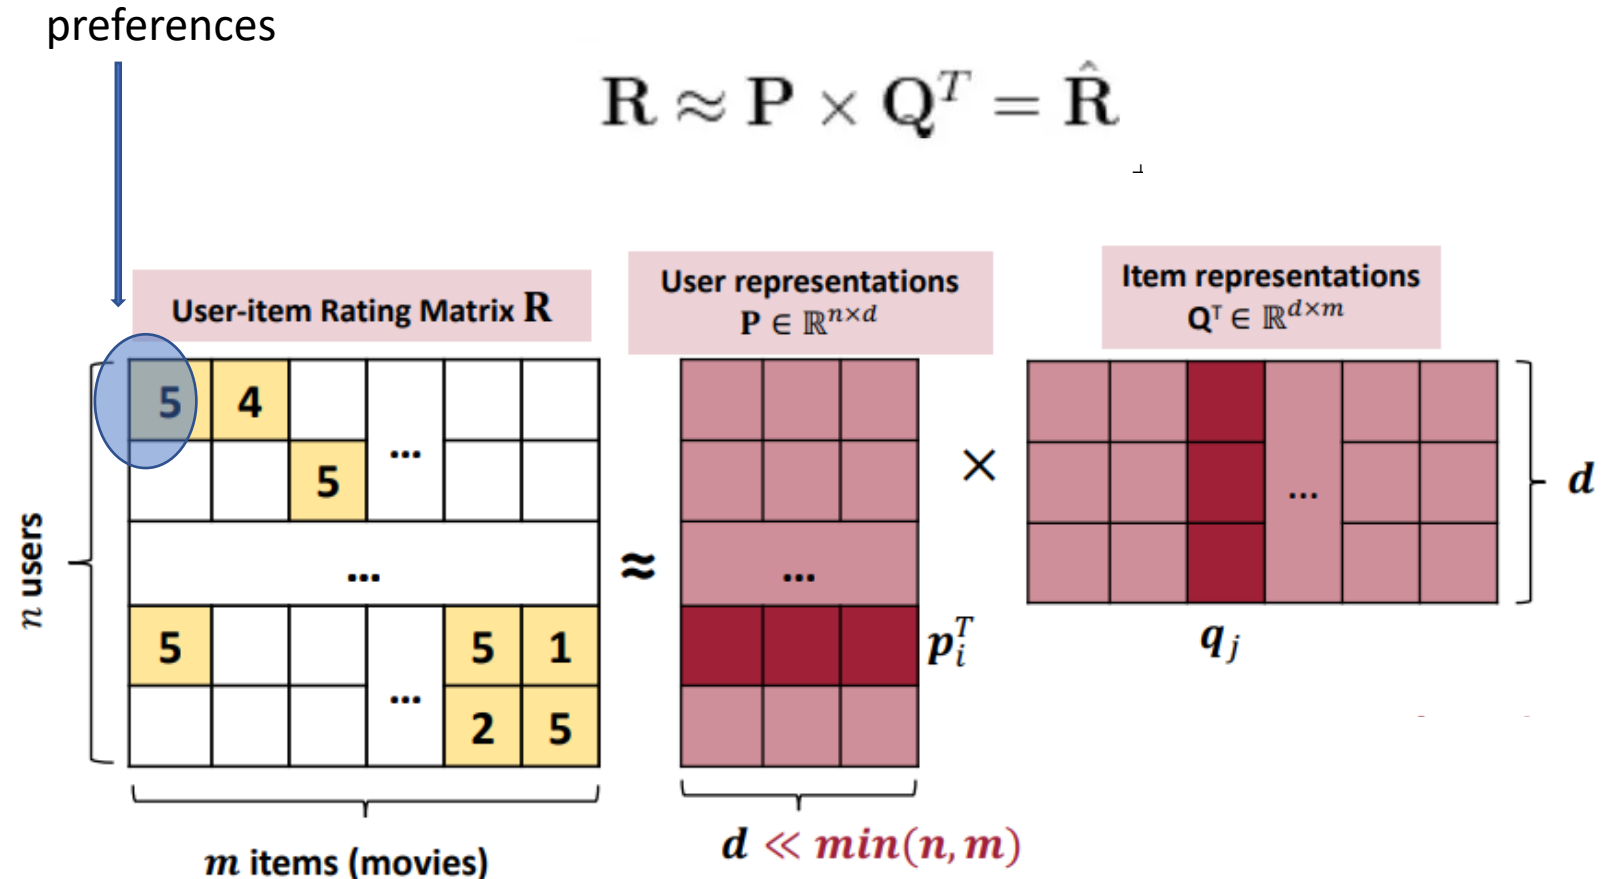 preferences
R ≈ P × Q^T = R̂
User-item Rating Matrix R
User representations
P ∈ ℝ^{n×d}
Item representations
Q^T ∈ ℝ^{d×m}
n users
5 4 ...
5
...
5 ... 5 1
2 5
m items (movies)
≈
...
p_i^T
d ≪ min(n, m)
×
...
q_j
d